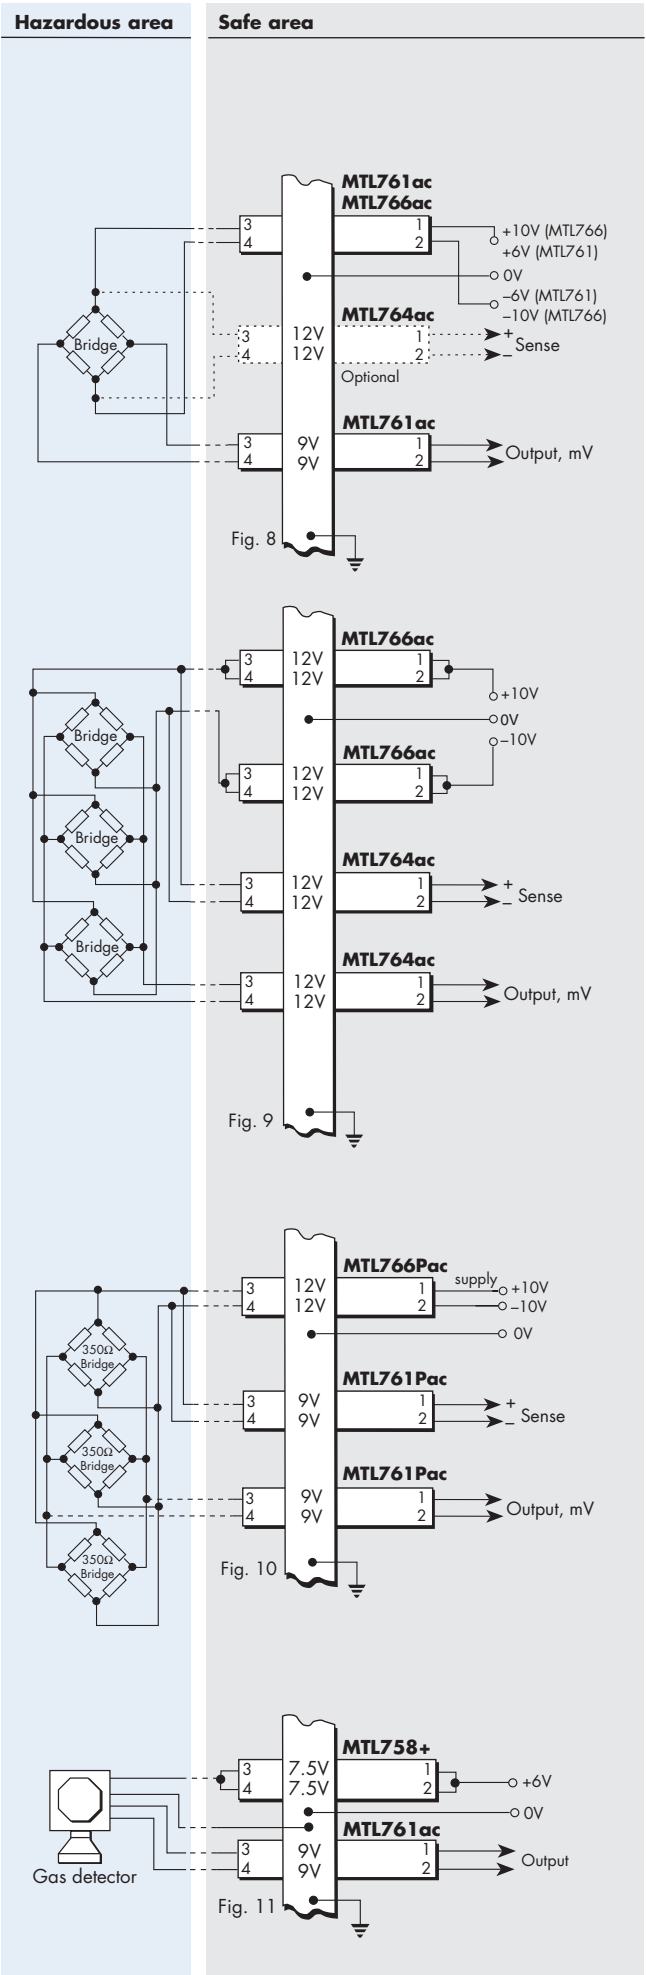 Hazardous area
Safe area
MTL761ac
MTL766ac
3
4
1
2
+10V (MTL766)
+6V (MTL761)
0V
–6V (MTL761)
–10V (MTL766)
Bridge
MTL764ac
3 12V 1
4 12V 2
+
–
Sense
Optional
MTL761ac
3 9V 1
4 9V 2
Output, mV
Fig. 8
MTL766ac
3 12V 1
4 12V 2
+10V
0V
–10V
Bridge
MTL766ac
3 12V 1
4 12V 2
Bridge
MTL764ac
3 12V 1
4 12V 2
+
–
Sense
Bridge
MTL764ac
3 12V 1
4 12V 2
Output, mV
Fig. 9
MTL766Pac
3 12V 1
4 12V 2
supply
+10V
–10V
0V
350Ω
Bridge
MTL761Pac
3 9V 1
4 9V 2
+
–
Sense
350Ω
Bridge
MTL761Pac
3 9V 1
4 9V 2
Output, mV
350Ω
Bridge
Fig. 10
MTL758+
3 7.5V 1
4 7.5V 2
+6V
0V
MTL761ac
3 9V 1
4 9V 2
Output
Gas detector
Fig. 11